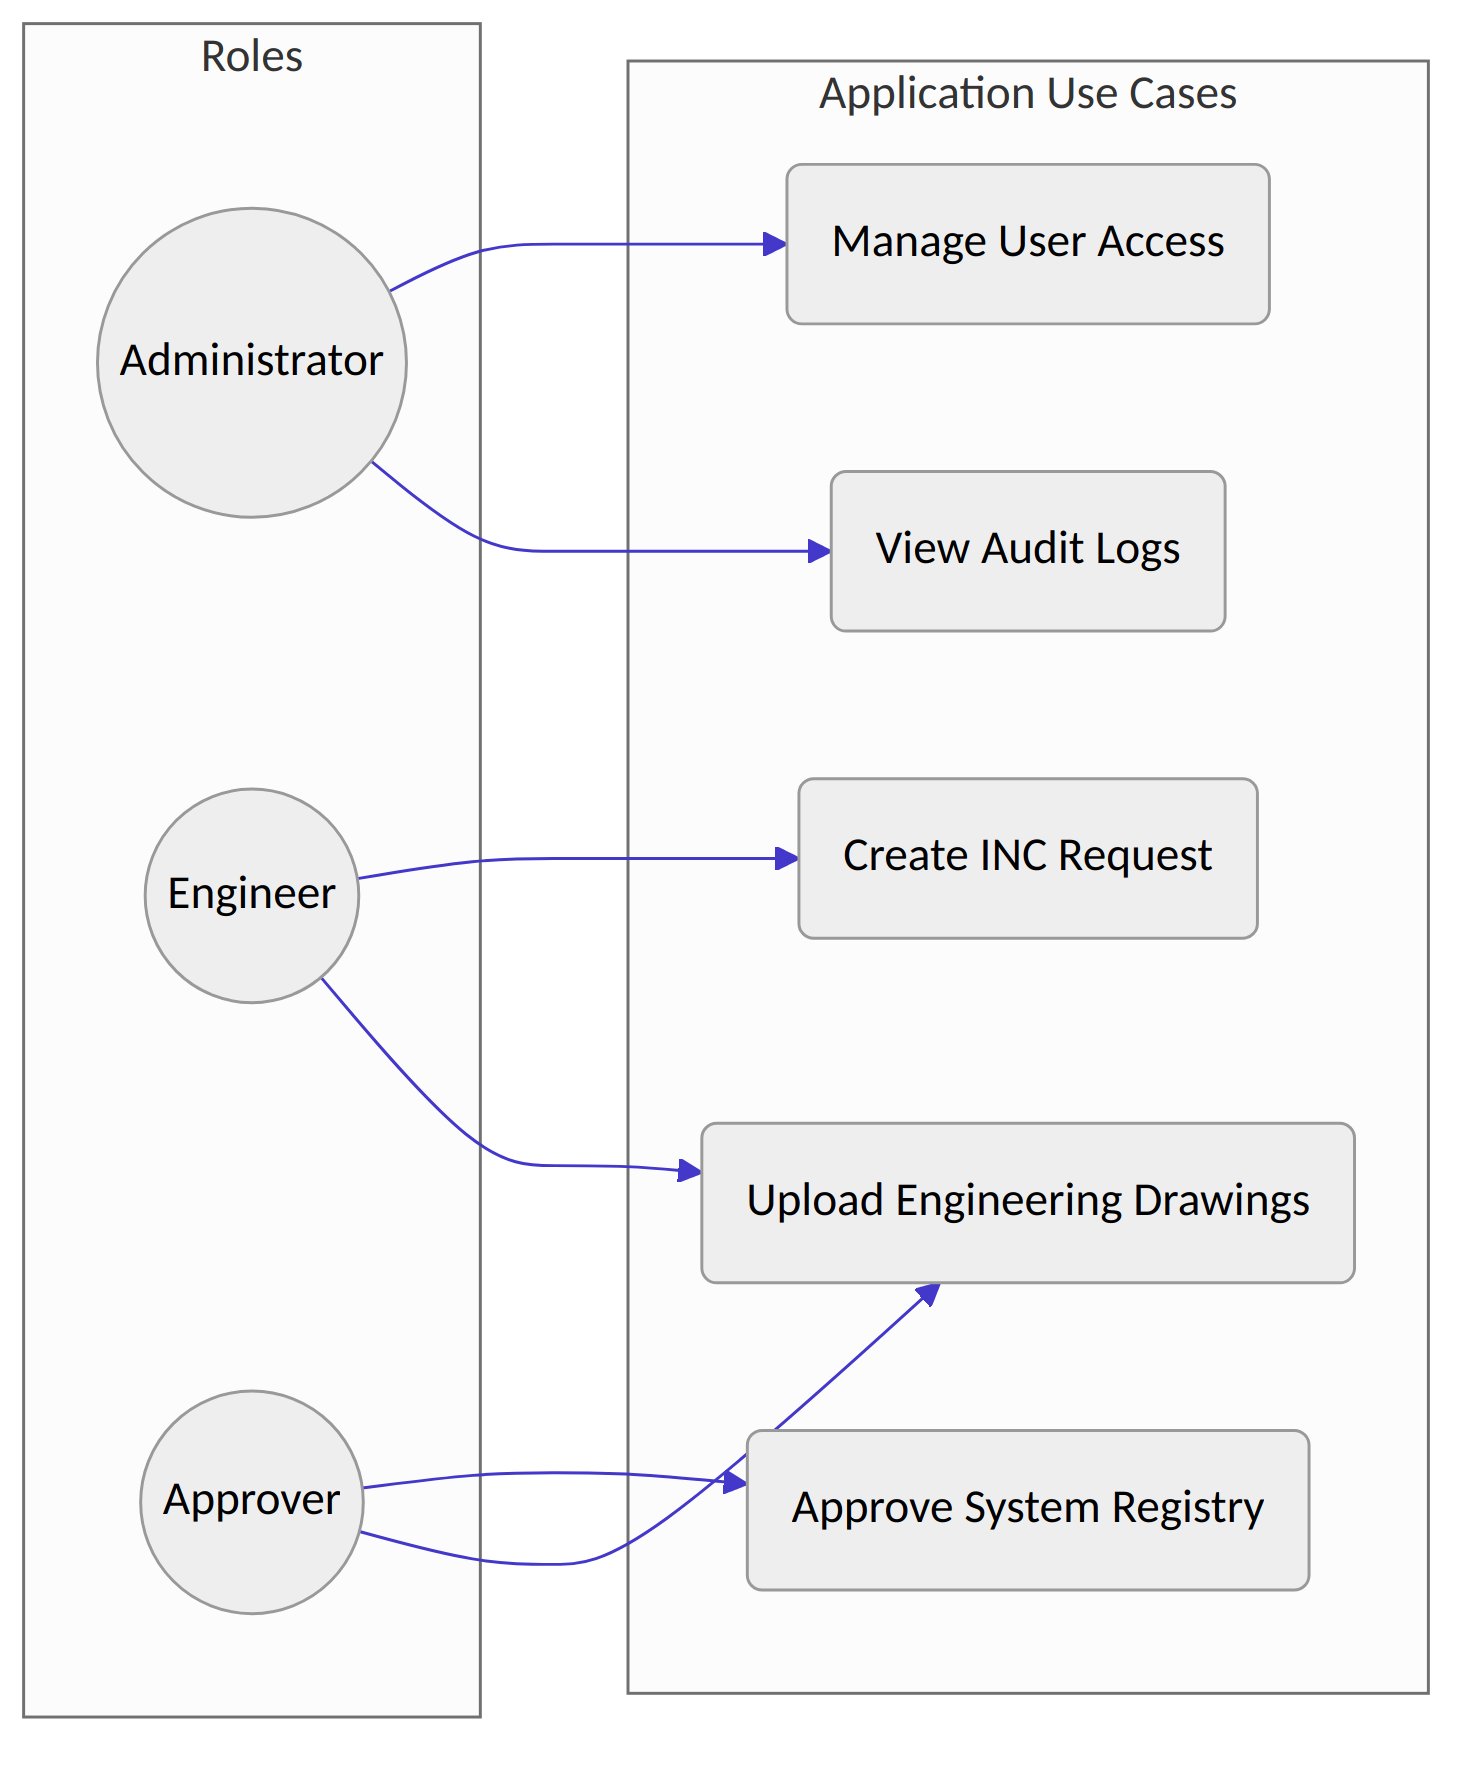 Roles
Administrator
Engineer
Approver
Application Use Cases
Manage User Access
View Audit Logs
Create INC Request
Upload Engineering Drawings
Approve System Registry